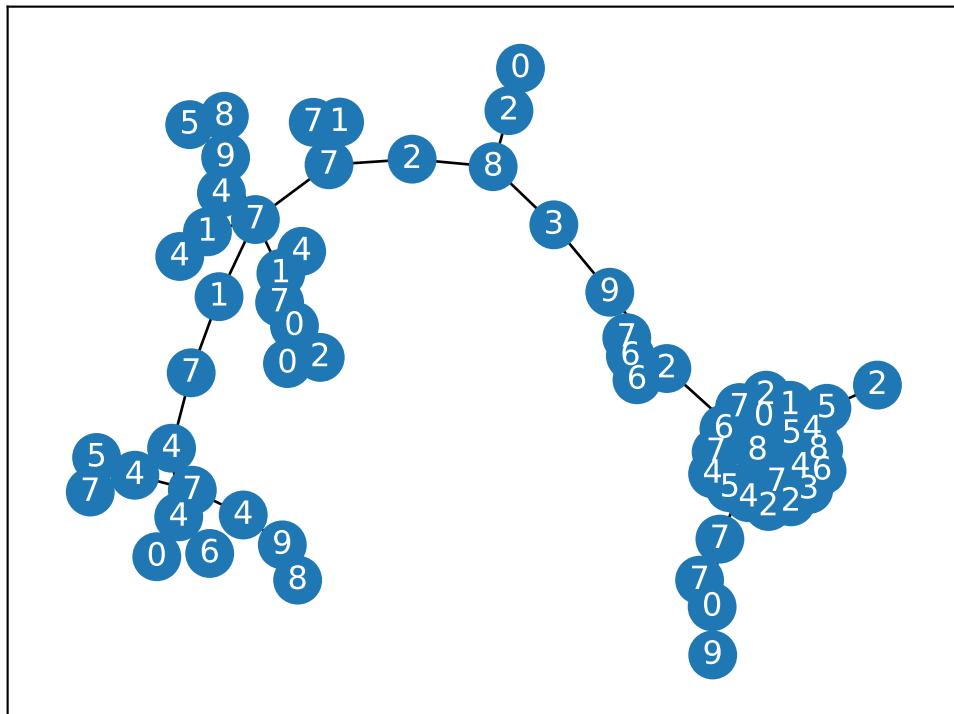 0
2
5 8 7 1
9 7 2 8
4 7 3
1 4
4 1
1 7 9
0 7
0 2 6 2
7 6
2 7 2 1 5
6 0 5 4
4 7 8 8
5 4 7 4 6
7 4 7 5 4 7 3
4 4 2 2
0 6 9 7
8 7
0
9